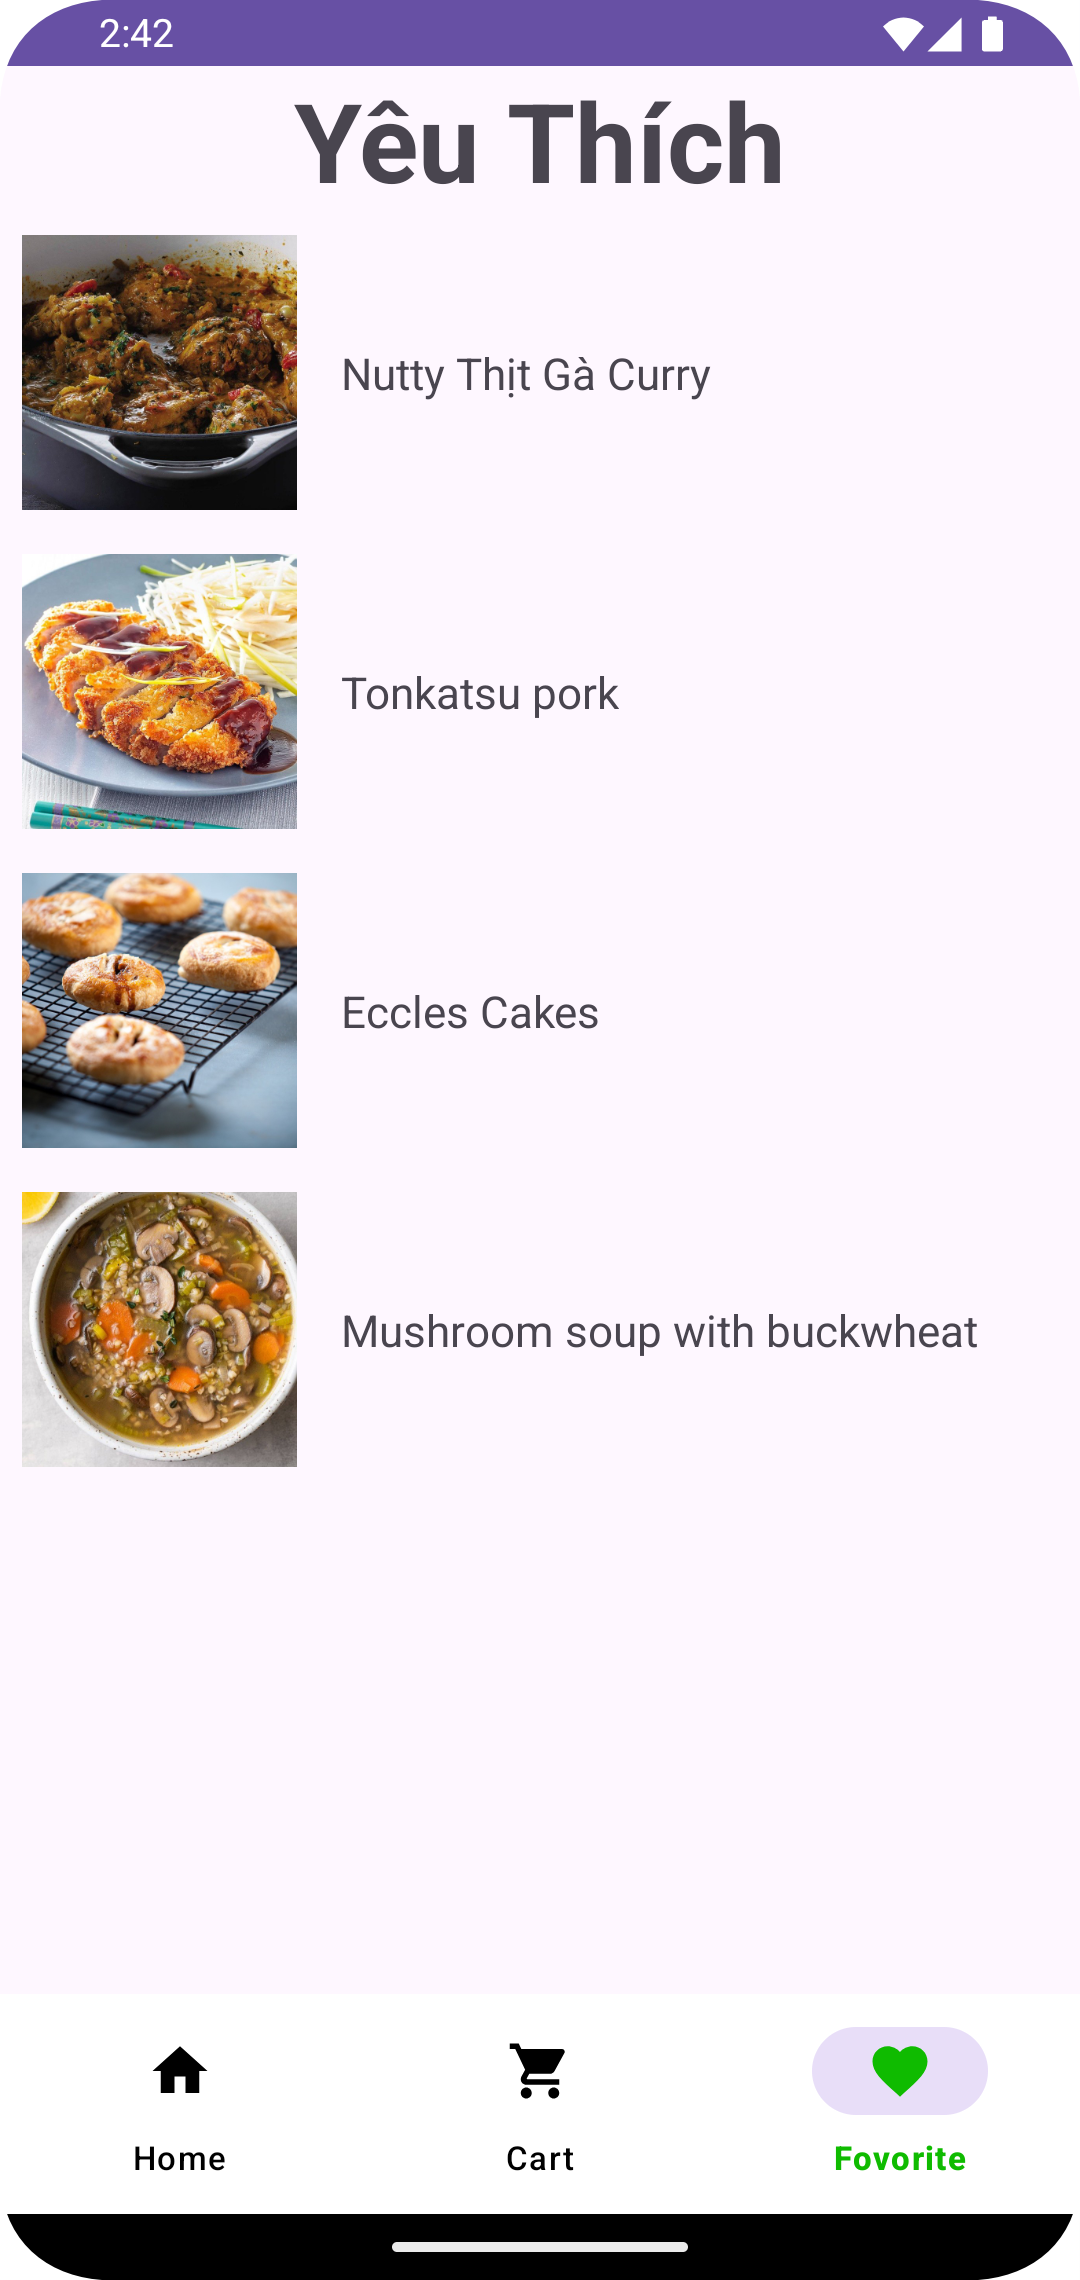 2:42
Yêu Thích
Nutty Thịt Gà Curry
Tonkatsu pork
Eccles Cakes
Mushroom soup with buckwheat
Home
Cart
Fovorite